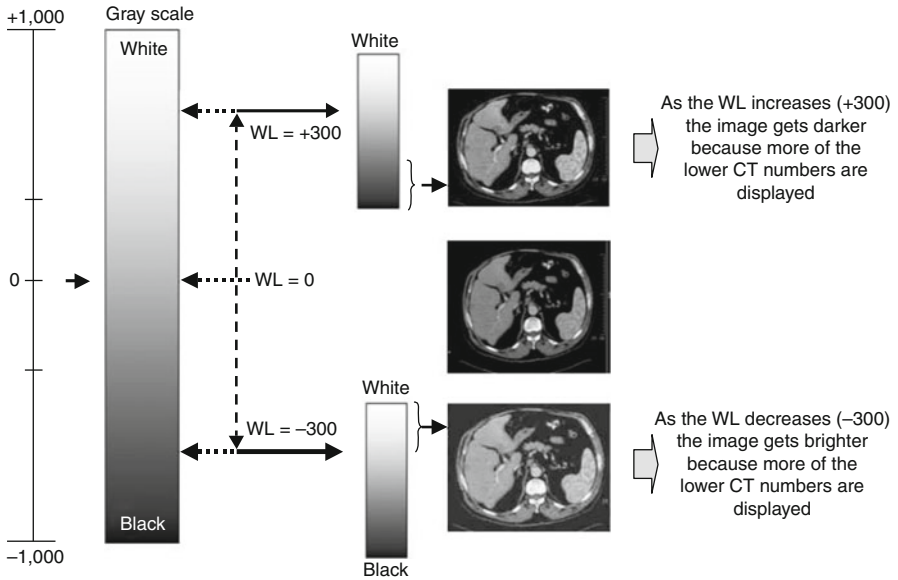 +1,000
Gray scale
White
White
WL = +300
As the WL increases (+300)
the image gets darker
because more of the
lower CT numbers are
displayed
0
WL = 0
White
WL = –300
As the WL decreases (–300)
the image gets brighter
because more of the
lower CT numbers are
displayed
Black
–1,000
Black